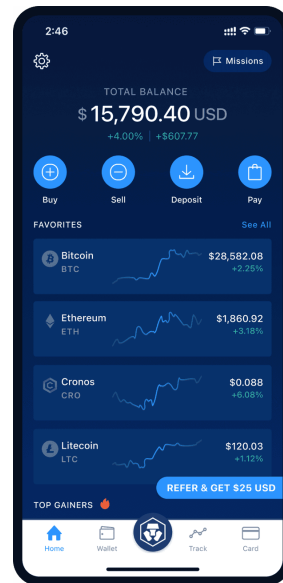 2:46
Missions
TOTAL BALANCE
$15,790.40 USD
+4.00% | +$607.77
Buy Sell Deposit Pay
FAVORITES See All
Bitcoin $28,582.08
BTC +2.25%
Ethereum $1,860.92
ETH +3.18%
Cronos $0.088
CRO +6.08%
Litecoin $120.03
LTC +1.12%
REFER & GET $25 USD
TOP GAINERS
Home Wallet Track Card